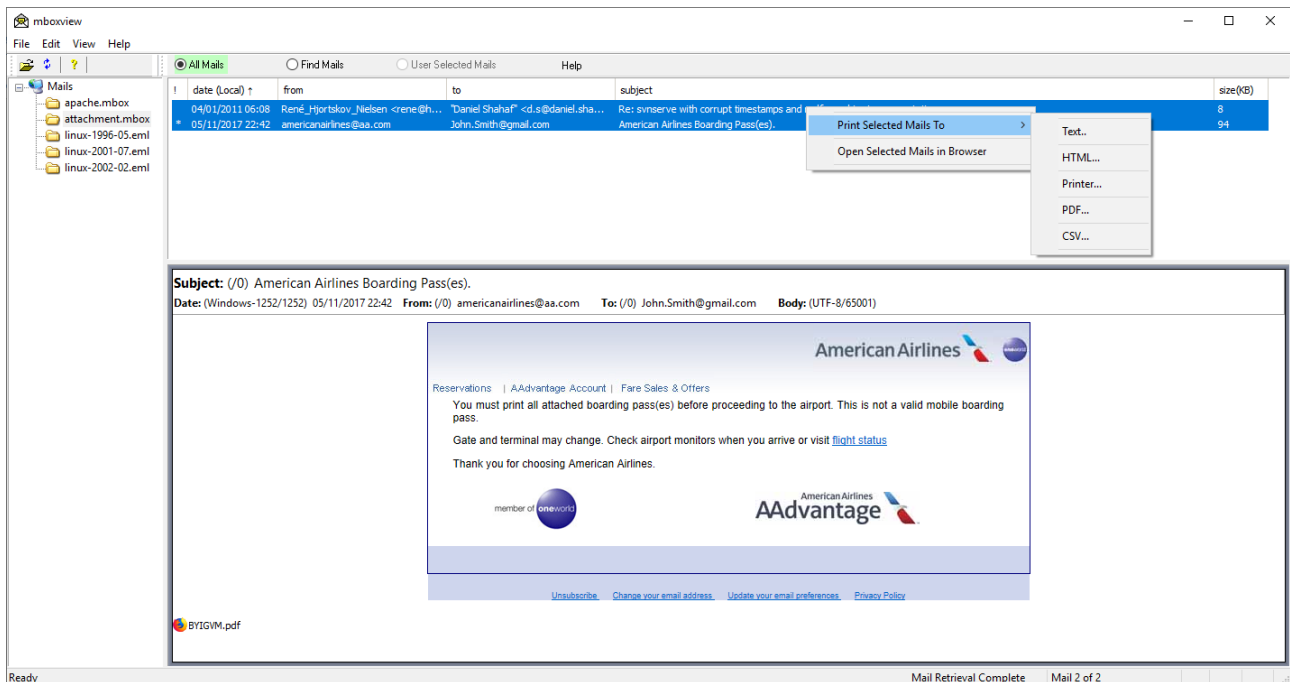 mboxview
File Edit View Help
? All Mails Find Mails User Selected Mails Help
Mails
apache.mbox
attachment.mbox
linux-1996-05.eml
linux-2001-07.eml
linux-2002-02.eml
! date (Local) ↑ from to subject size(KB)
04/01/2011 06:08 René_Hjortskov_Nielsen <rene@h... "Daniel Shahaf" <d.s@daniel.sha... Re: svnserve with corrupt timestamps and 8
* 05/11/2017 22:42 americanairlines@aa.com John.Smith@gmail.com American Airlines Boarding Pass(es). 94
Print Selected Mails To
Open Selected Mails in Browser
Text..
HTML...
Printer...
PDF...
CSV...
Subject: (/0) American Airlines Boarding Pass(es).
Date: (Windows-1252/1252) 05/11/2017 22:42 From: (/0) americanairlines@aa.com To: (/0) John.Smith@gmail.com Body: (UTF-8/65001)
American Airlines oneworld
Reservations | AAdvantage Account | Fare Sales & Offers
You must print all attached boarding pass(es) before proceeding to the airport. This is not a valid mobile boarding
pass.
Gate and terminal may change. Check airport monitors when you arrive or visit flight status
Thank you for choosing American Airlines.
member of oneworld
American Airlines
AAdvantage
Unsubscribe Change your email address Update your email preferences Privacy Policy
BYIGVM.pdf
Ready Mail Retrieval Complete Mail 2 of 2